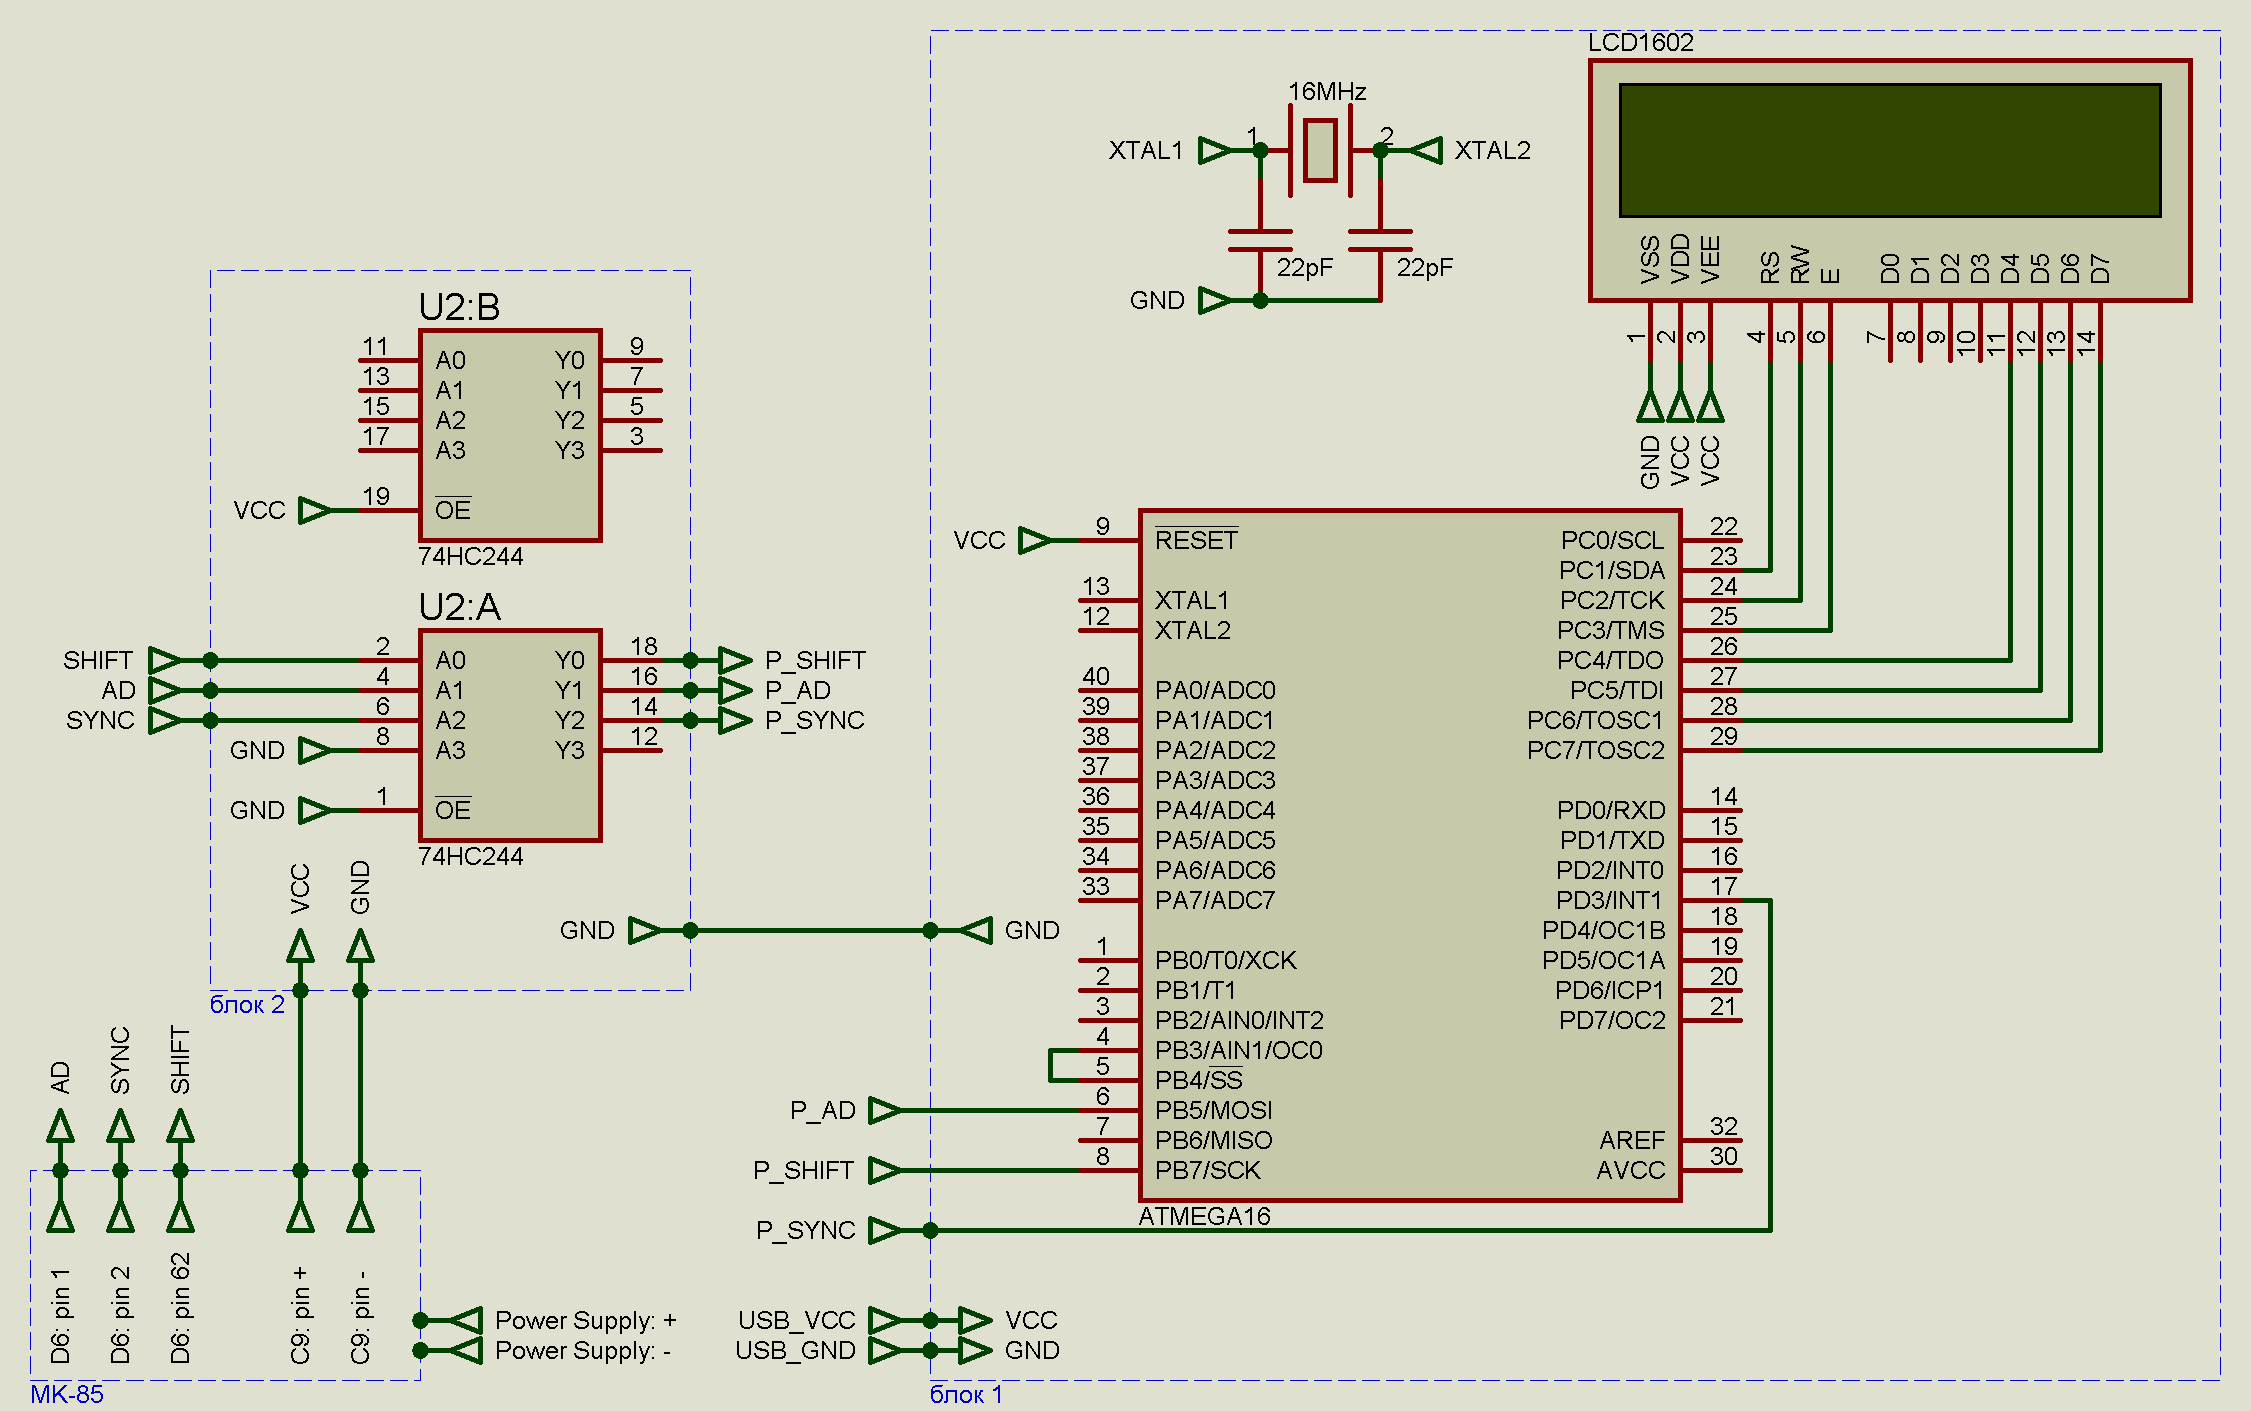 LCD1602
16MHz
XTAL1
1
2
XTAL2
22pF
22pF
GND
VSS
VDD
VEE
RS
RW
E
D0
D1
D2
D3
D4
D5
D6
D7
1
2
3
4
5
6
7
8
9
10
11
12
13
14
GND
VCC
VCC
U2:B
11 A0 Y0 9
13 A1 Y1 7
15 A2 Y2 5
17 A3 Y3 3
VCC 19 OE
74HC244
U2:A
SHIFT 2 A0 Y0 18 P_SHIFT
AD 4 A1 Y1 16 P_AD
SYNC 6 A2 Y2 14 P_SYNC
GND 8 A3 Y3 12
GND 1 OE
74HC244
VCC
GND
GND
GND
блок 2
AD
SYNC
SHIFT
D6: pin 1
D6: pin 2
D6: pin 62
C9: pin +
C9: pin -
Power Supply: +
Power Supply: -
MK-85
VCC 9 RESET PC0/SCL 22
PC1/SDA 23
13 XTAL1 PC2/TCK 24
12 XTAL2 PC3/TMS 25
PC4/TDO 26
40 PA0/ADC0 PC5/TDI 27
39 PA1/ADC1 PC6/TOSC1 28
38 PA2/ADC2 PC7/TOSC2 29
37 PA3/ADC3
36 PA4/ADC4 PD0/RXD 14
35 PA5/ADC5 PD1/TXD 15
34 PA6/ADC6 PD2/INT0 16
33 PA7/ADC7 PD3/INT1 17
PD4/OC1B 18
1 PB0/T0/XCK PD5/OC1A 19
2 PB1/T1 PD6/ICP1 20
3 PB2/AIN0/INT2 PD7/OC2 21
4 PB3/AIN1/OC0
5 PB4/SS
P_AD 6 PB5/MOSI
7 PB6/MISO AREF 32
P_SHIFT 8 PB7/SCK AVCC 30
ATMEGA16
P_SYNC
USB_VCC VCC
USB_GND GND
блок 1